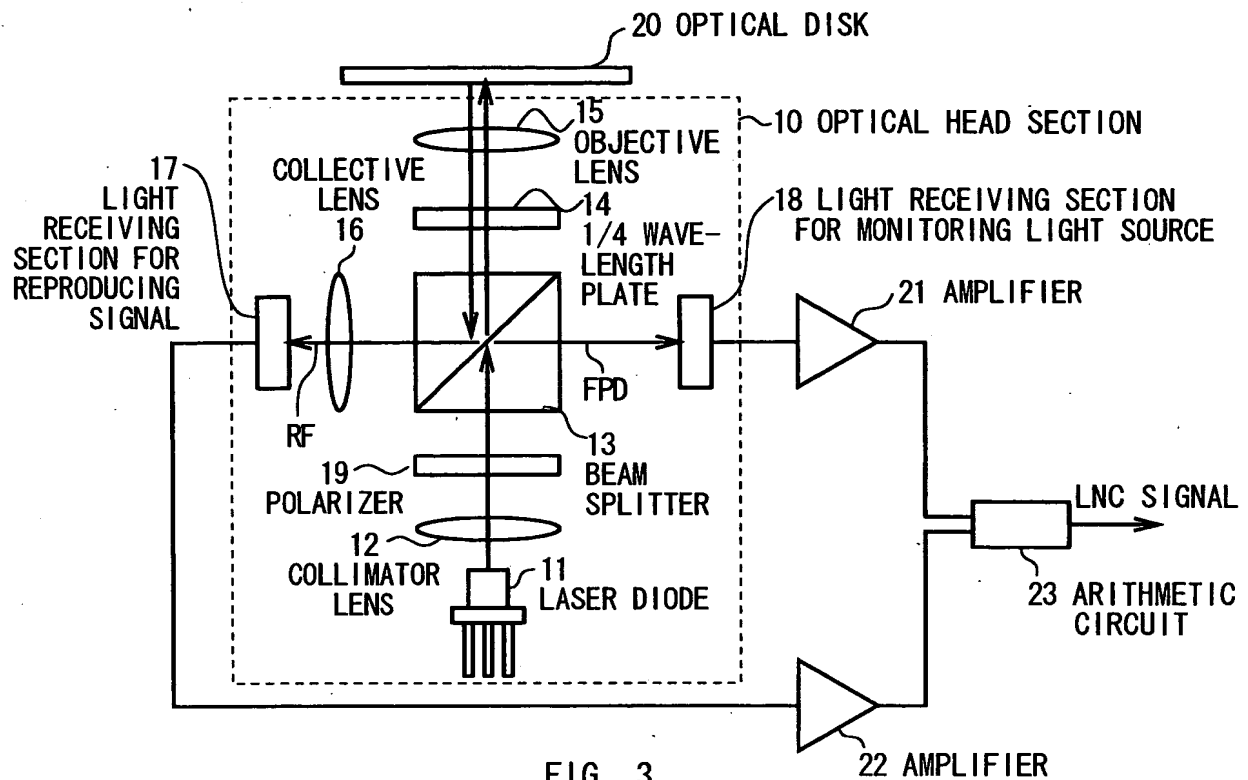 20 OPTICAL DISK
15
OBJECTIVE
LENS
10 OPTICAL HEAD SECTION
17
LIGHT
RECEIVING
SECTION FOR
REPRODUCING
SIGNAL
COLLECTIVE
LENS
16
14
1/4 WAVE-
LENGTH
PLATE
18 LIGHT RECEIVING SECTION
FOR MONITORING LIGHT SOURCE
21 AMPLIFIER
RF
FPD
13
BEAM
SPLITTER
19
POLARIZER
12
COLLIMATOR
LENS
11
LASER DIODE
LNC SIGNAL
23 ARITHMETIC
CIRCUIT
22 AMPLIFIER
FIG. 3